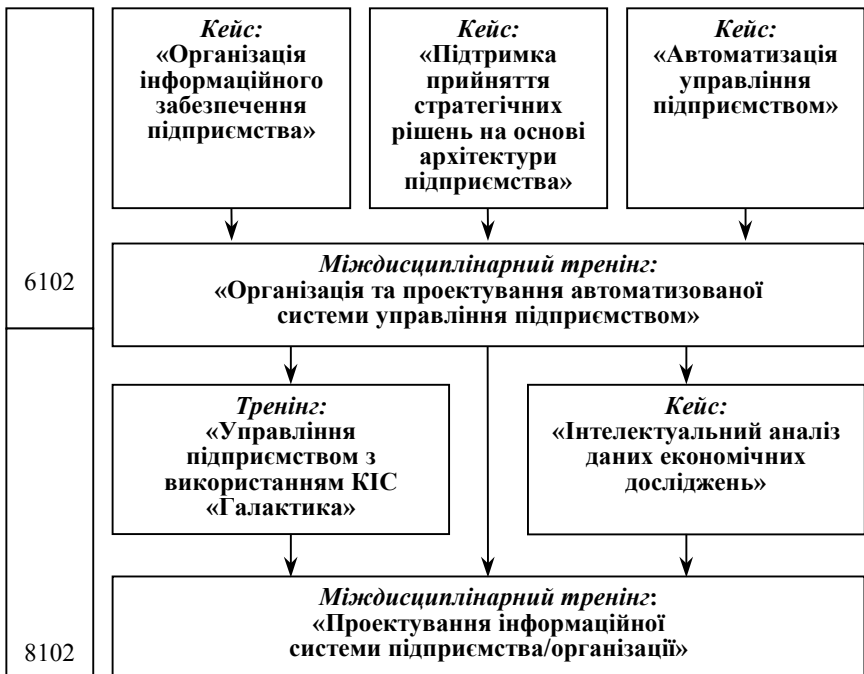 Кейс:
«Організація
інформаційного
забезпечення
підприємства»
Кейс:
«Підтримка
прийняття
стратегічних
рішень на основі
архітектури
підприємства»
Кейс:
«Автоматизація
управління
підприємством»
6102
Міждисциплінарний тренінг:
«Організація та проектування автоматизованої
системи управління підприємством»
Тренінг:
«Управління
підприємством з
використанням КІС
«Галактика»
Кейс:
«Інтелектуальний аналіз
даних економічних
досліджень»
8102
Міждисциплінарний тренінг:
«Проектування інформаційної
системи підприємства/організації»